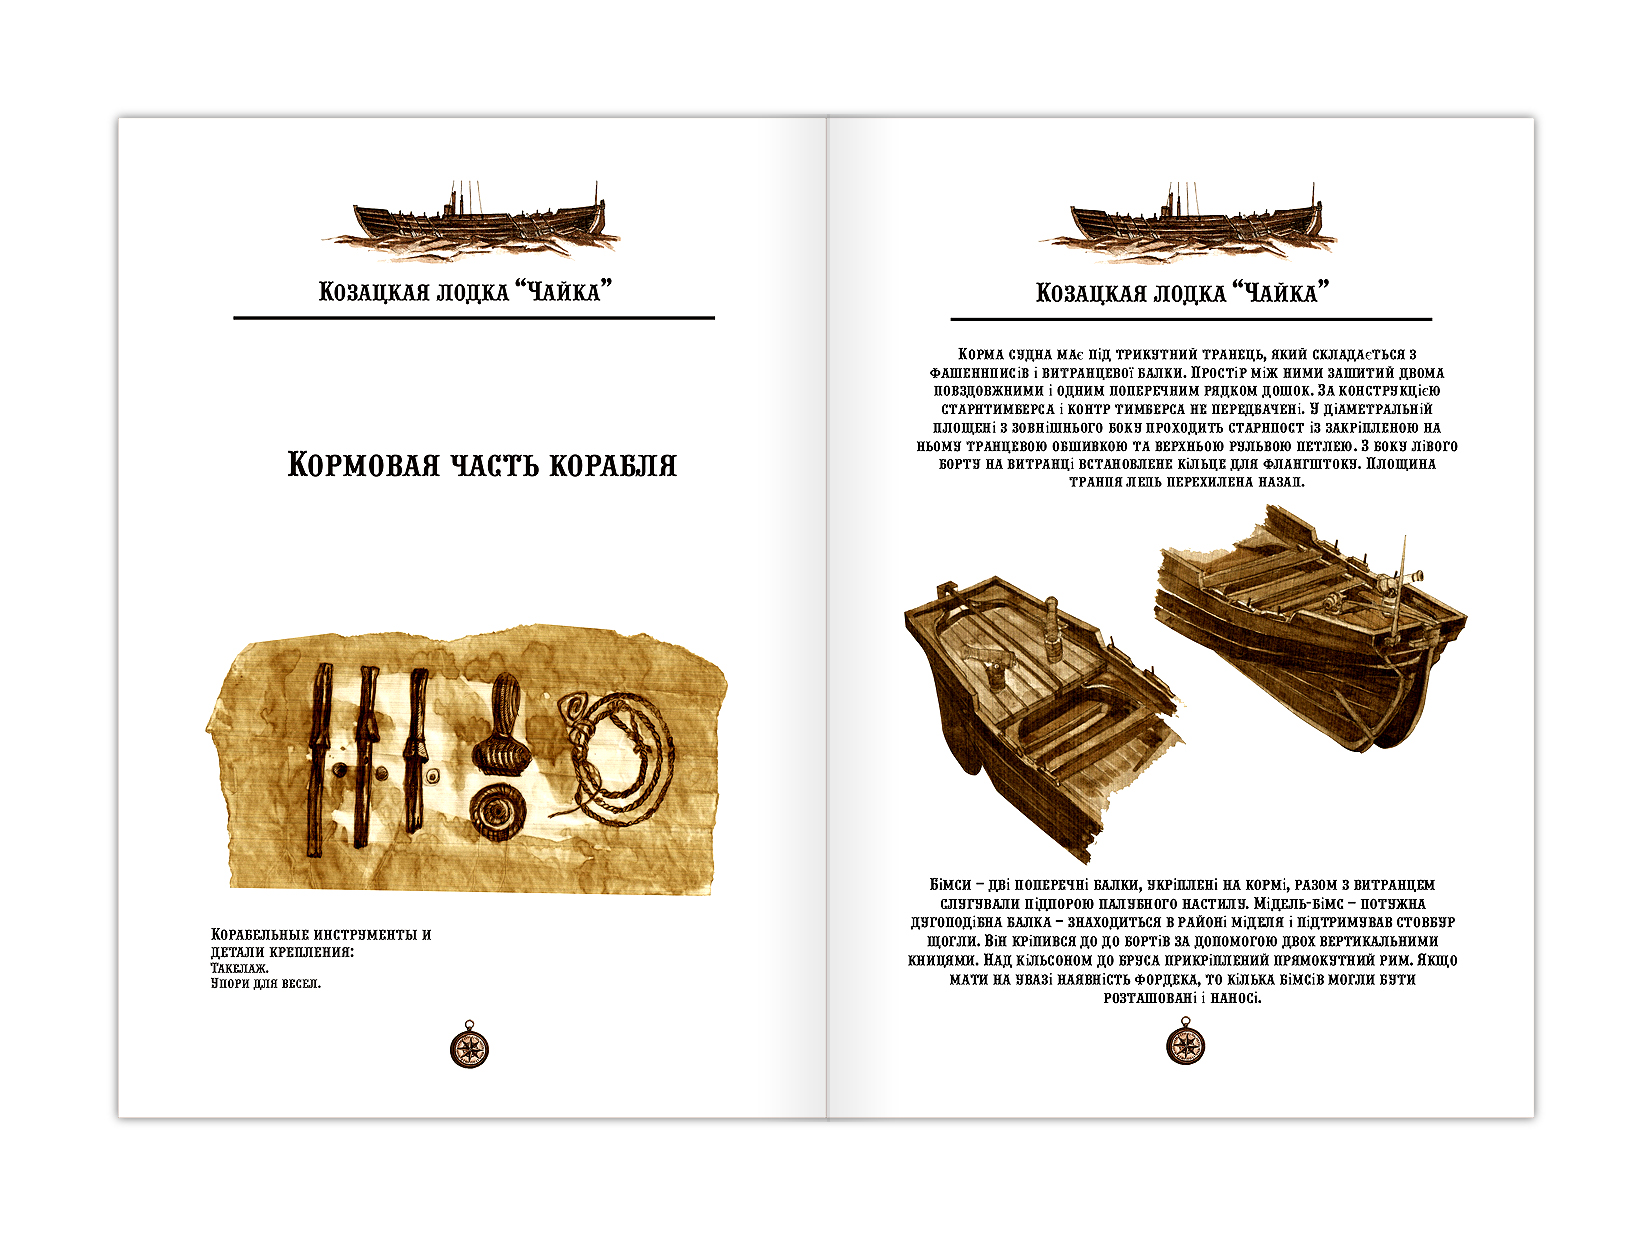 Козацкая лодка “Чайка”
Кормовая часть корабля
Корабельные инструменты и
детали крепления:
Такелаж.
Упори для весел.
Козацкая лодка “Чайка”
Корма судна має під трикутний транець, який складається з
фашеннписів і витранцевої балки. Простір між ними зашитий двома
повздовжними і одним поперечним рядком дошок. За конструкцією
старнтимберса і контр тимберса не передбачені. У діаметральній
площені з зовнішнього боку проходить старнпост із закріпленою на
ньому транцевою обшивкою та верхньою рульвою петлею. З боку лівого
борту на витранці встановлене кільце для флангштоку. Площина
транця лець перехилена назад.
Бімси – дві поперечні балки, укріплені на кормі, разом з витранцем
слугували підпорою палубного настилу. Мідель-бімс – потужна
дугоподібна балка – знаходиться в районі міделя і підтримував стовбур
щогли. Він кріпився до до бортів за допомогою двох вертикальними
кницями. Над кільсоном до бруса прикріплений прямокутний рим. Якщо
мати на увазі наявність фордека, то кілька бімсів могли бути
розташовані і наносі.